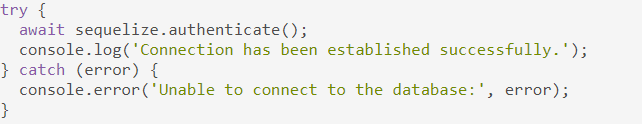 try {
  await sequelize.authenticate();
  console.log('Connection has been established successfully.');
} catch (error) {
  console.error('Unable to connect to the database:', error);
}